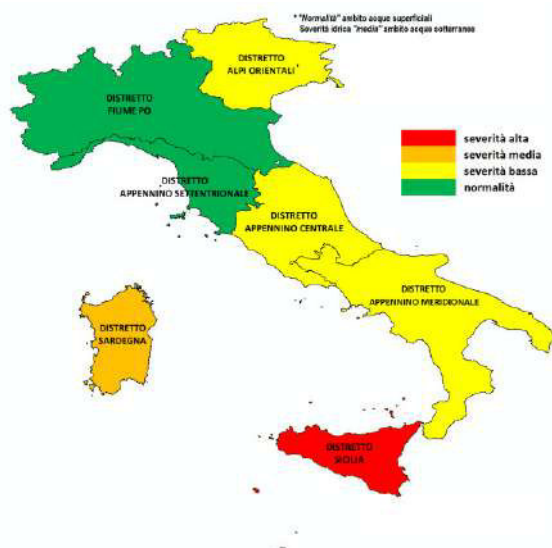 * "Normalità" ambito acque superficiali
Severità idrica "media" ambito acque sotterranee
DISTRETTO
ALPI ORIENTALI *
DISTRETTO
FIUME PO
severità alta
severità media
severità bassa
normalità
DISTRETTO
APPENNINO SETTENTRIONALE
DISTRETTO
APPENNINO CENTRALE
DISTRETTO
APPENNINO MERIDIONALE
DISTRETTO
SARDEGNA
DISTRETTO
SICILIA